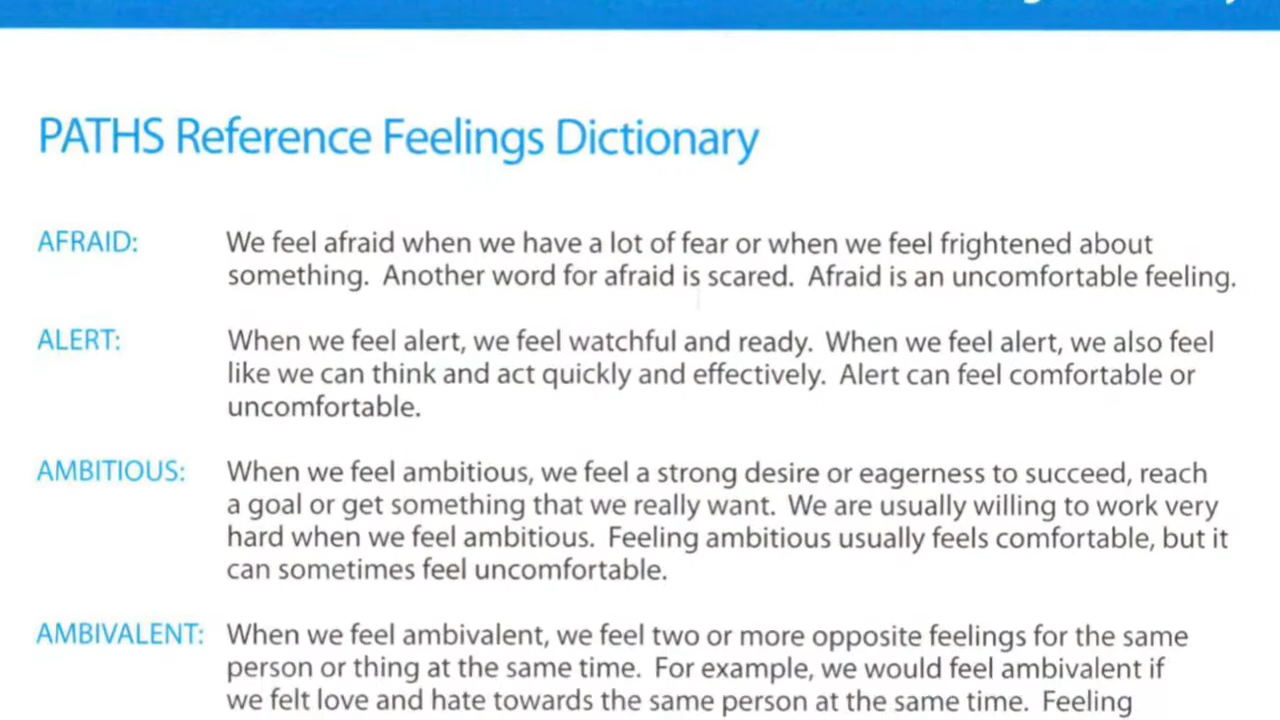 PATHS Reference Feelings Dictionary
AFRAID: We feel afraid when we have a lot of fear or when we feel frightened about
something. Another word for afraid is scared. Afraid is an uncomfortable feeling.
ALERT: When we feel alert, we feel watchful and ready. When we feel alert, we also feel
like we can think and act quickly and effectively. Alert can feel comfortable or
uncomfortable.
AMBITIOUS: When we feel ambitious, we feel a strong desire or eagerness to succeed, reach
a goal or get something that we really want. We are usually willing to work very
hard when we feel ambitious. Feeling ambitious usually feels comfortable, but it
can sometimes feel uncomfortable.
AMBIVALENT: When we feel ambivalent, we feel two or more opposite feelings for the same
person or thing at the same time. For example, we would feel ambivalent if
we felt love and hate towards the same person at the same time. Feeling